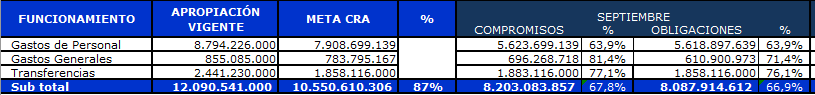 FUNCIONAMIENTO APROPIACIÓN VIGENTE META CRA % SEPTIEMBRE
COMPROMISOS % OBLIGACIONES %
Gastos de Personal 8.794.226.000 7.908.699.139 5.623.699.139 63,9% 5.618.897.639 63,9%
Gastos Generales 855.085.000 783.795.167 696.268.718 81,4% 610.900.973 71,4%
Transferencias 2.441.230.000 1.858.116.000 1.883.116.000 77,1% 1.858.116.000 76,1%
Sub total 12.090.541.000 10.550.610.306 87% 8.203.083.857 67,8% 8.087.914.612 66,9%